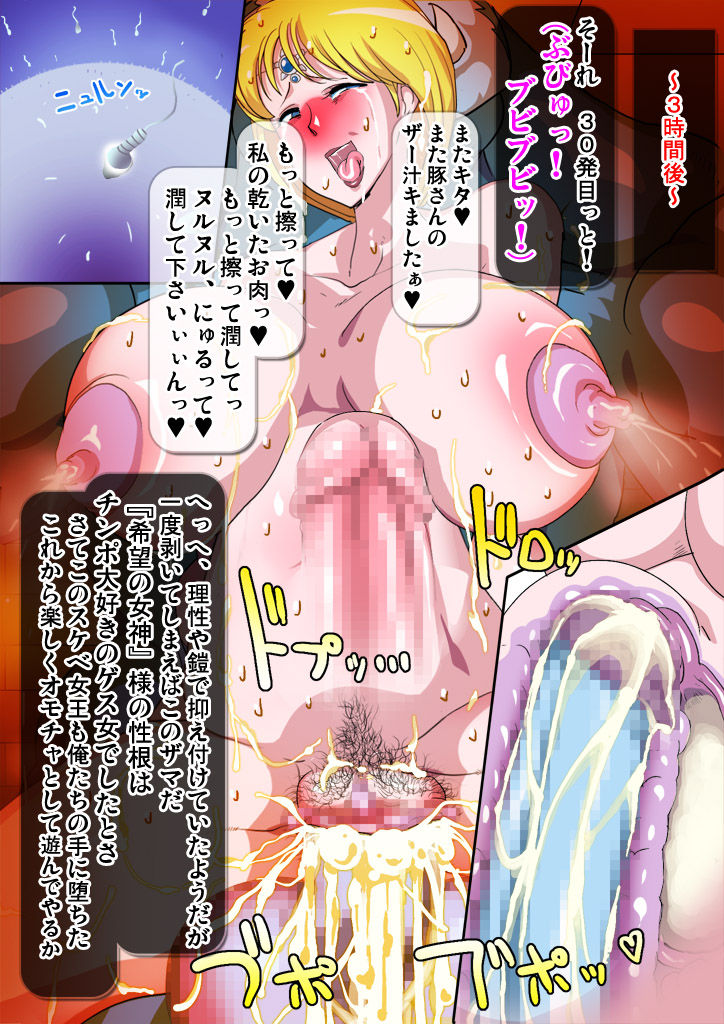 ～３時間後～
そーれ　３０発目っと！
（ぶびゅっ！
ブビブビッ！）
またキタ♥
また豚さんの
ザー汁キましたぁ♥
もっと擦って♥
私の乾いたお肉っ♥
もっと擦って潤してっ
ヌルヌル、にゅるって♥
潤して下さいぃぃんっ♥
ニュルン～
ドロッ
ドプッ…
へっへ、理性や鎧で抑え付けていたようだが
一度剥いてしまえばこのザマだ
『希望の女神』様の性根は
チンポ大好きのゲス女でしたとさ
さてこのスケベ女王も俺たちの手に堕ちた
これから楽しくオモチャとして遊んでやるか
ブポ
ブポッ♡